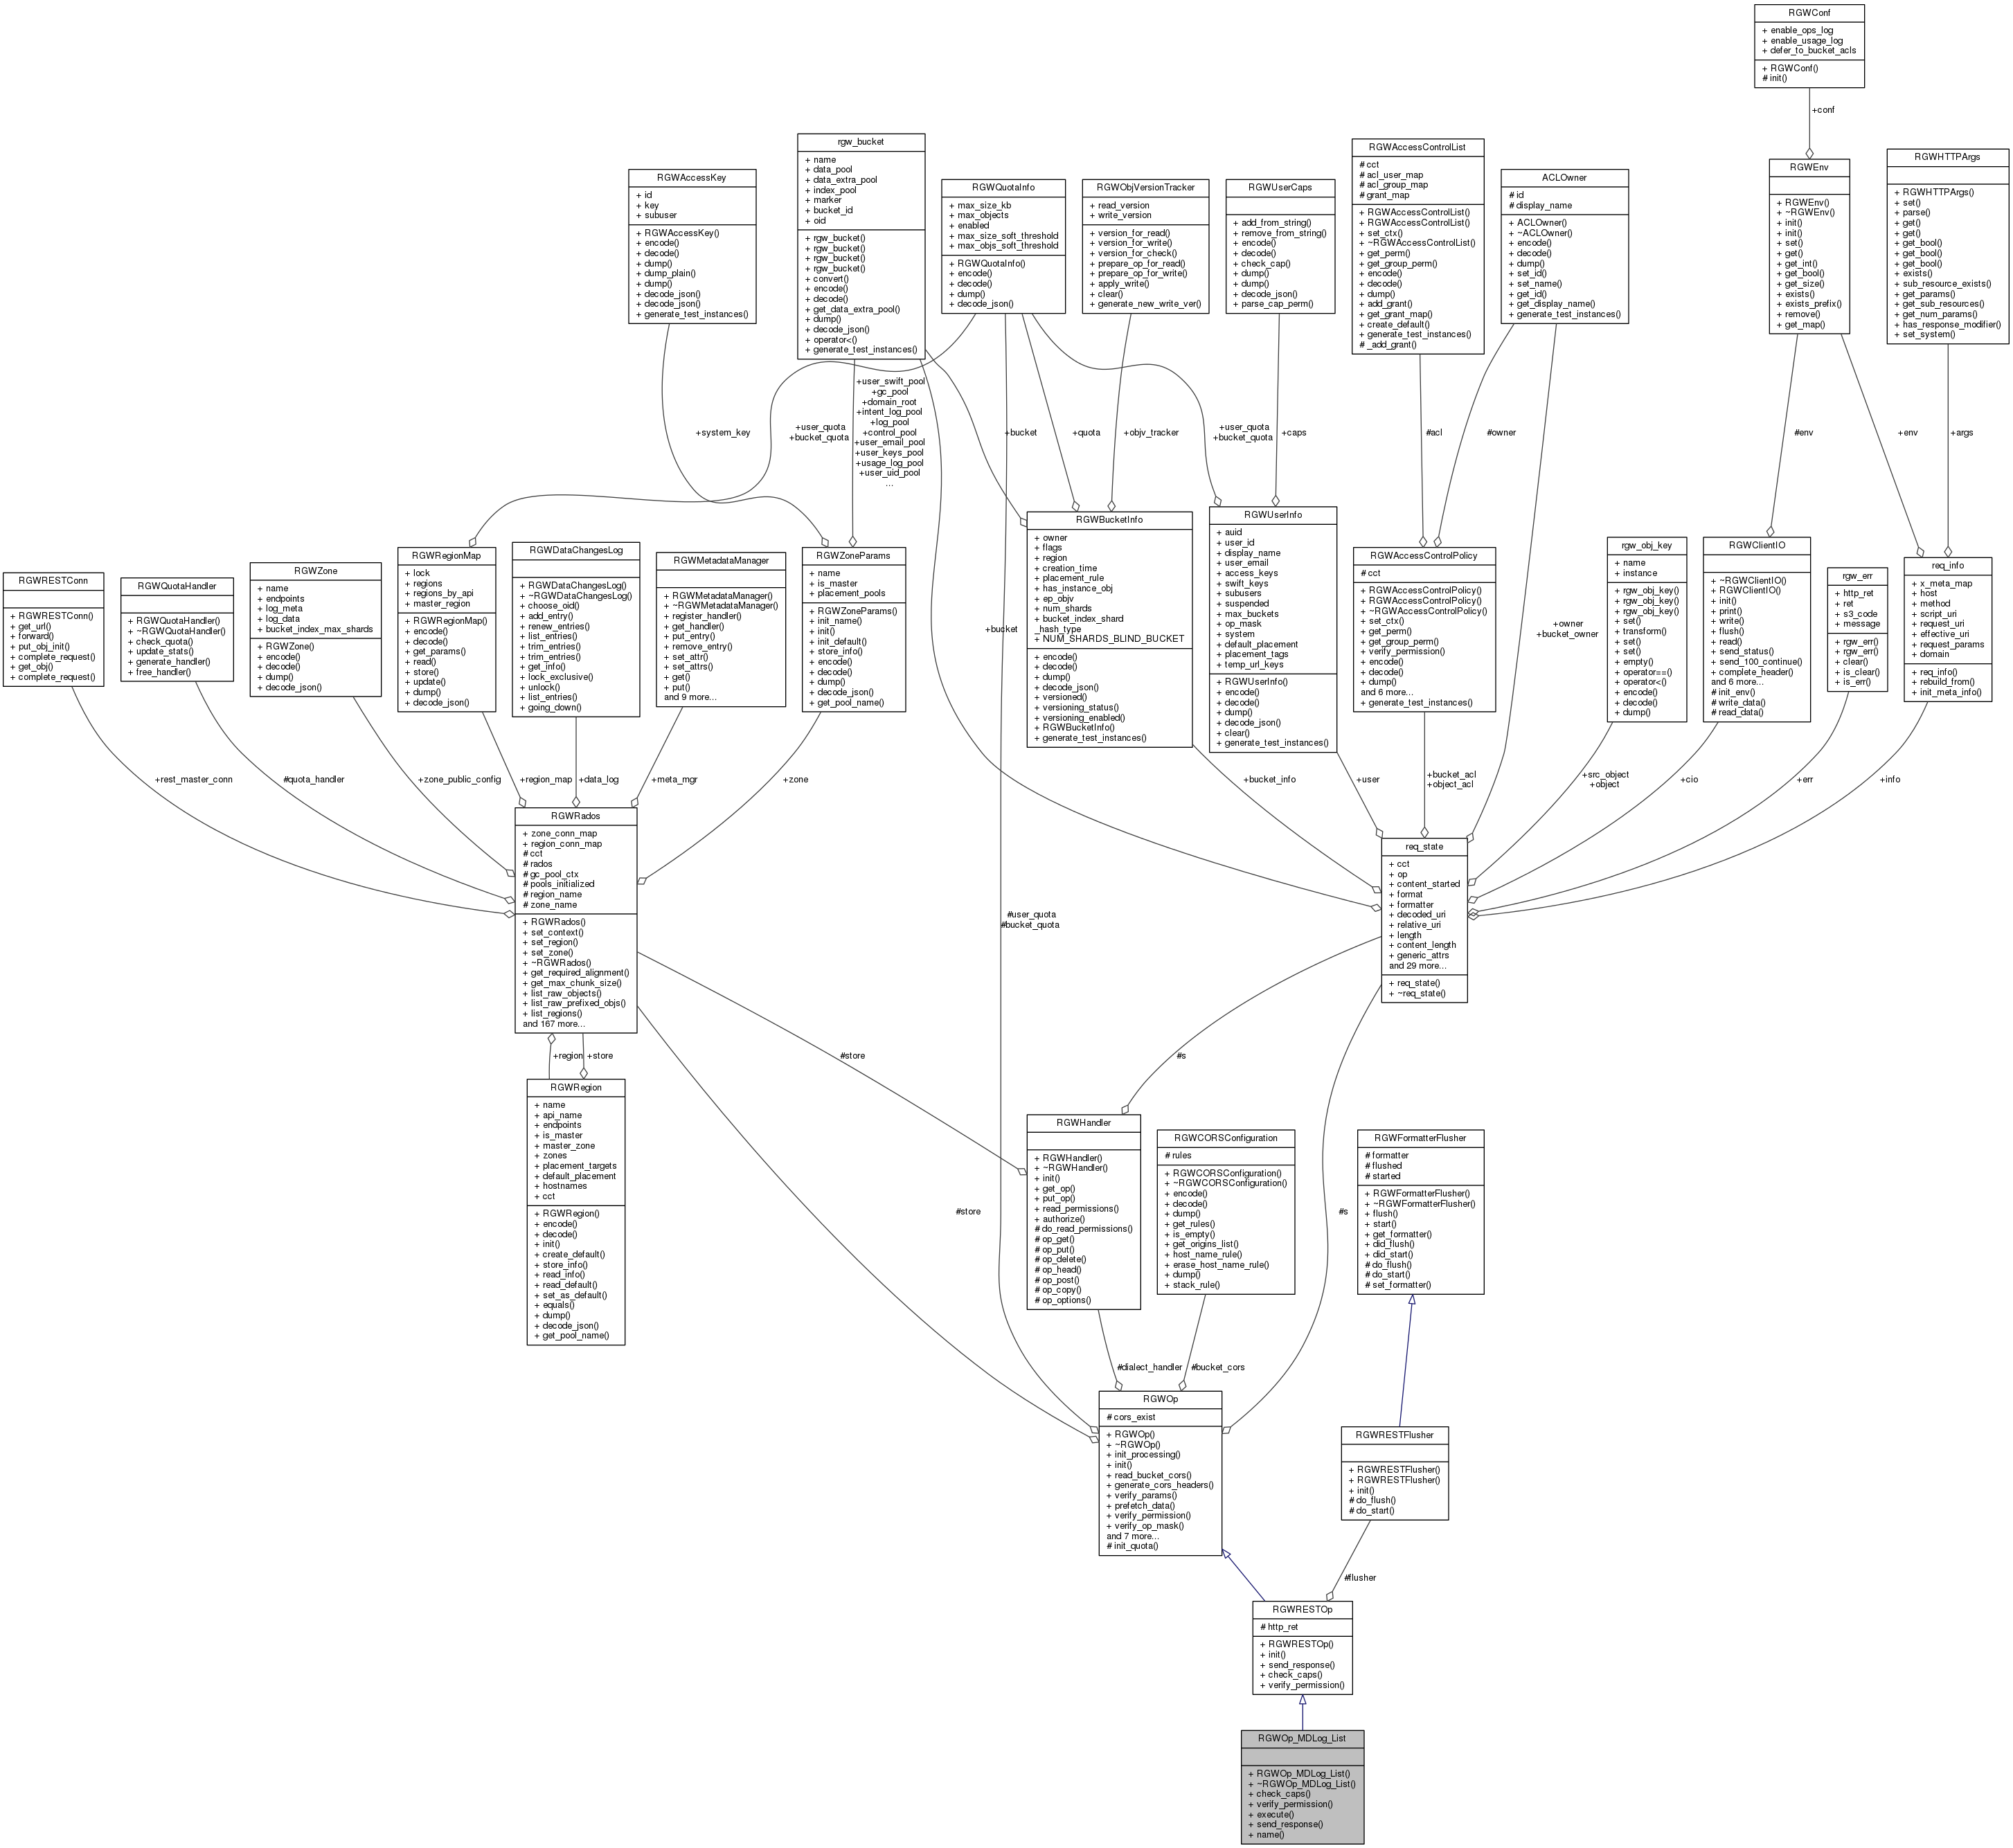 RGWConf
+ enable_ops_log
+ enable_usage_log
+ defer_to_bucket_acls
+ RGWConf()
# init()
+conf
rgw_bucket
+ name
+ data_pool
+ data_extra_pool
+ index_pool
+ marker
+ bucket_id
+ oid
+ rgw_bucket()
+ rgw_bucket()
+ rgw_bucket()
+ rgw_bucket()
+ convert()
+ encode()
+ decode()
+ get_data_extra_pool()
+ dump()
+ decode_json()
+ operator<()
+ generate_test_instances()
RGWAccessKey
+ id
+ key
+ subuser
+ RGWAccessKey()
+ encode()
+ decode()
+ dump()
+ dump_plain()
+ dump()
+ decode_json()
+ decode_json()
+ generate_test_instances()
RGWQuotaInfo
+ max_size_kb
+ max_objects
+ enabled
+ max_size_soft_threshold
+ max_objs_soft_threshold
+ RGWQuotaInfo()
+ encode()
+ decode()
+ dump()
+ decode_json()
RGWObjVersionTracker
+ read_version
+ write_version
+ version_for_read()
+ version_for_write()
+ version_for_check()
+ prepare_op_for_read()
+ prepare_op_for_write()
+ apply_write()
+ clear()
+ generate_new_write_ver()
RGWUserCaps
+ add_from_string()
+ remove_from_string()
+ encode()
+ decode()
+ check_cap()
+ dump()
+ dump()
+ decode_json()
+ parse_cap_perm()
RGWAccessControlList
# cct
# acl_user_map
# acl_group_map
# grant_map
+ RGWAccessControlList()
+ RGWAccessControlList()
+ set_ctx()
+ ~RGWAccessControlList()
+ get_perm()
+ get_group_perm()
+ encode()
+ decode()
+ dump()
+ add_grant()
+ get_grant_map()
+ create_default()
+ generate_test_instances()
# _add_grant()
ACLOwner
# id
# display_name
+ ACLOwner()
+ ~ACLOwner()
+ encode()
+ decode()
+ dump()
+ set_id()
+ set_name()
+ get_id()
+ get_display_name()
+ generate_test_instances()
RGWEnv
+ RGWEnv()
+ ~RGWEnv()
+ init()
+ init()
+ set()
+ get()
+ get_int()
+ get_bool()
+ get_size()
+ exists()
+ exists_prefix()
+ remove()
+ get_map()
RGWHTTPArgs
+ RGWHTTPArgs()
+ set()
+ parse()
+ get()
+ get()
+ get_bool()
+ get_bool()
+ get_bool()
+ exists()
+ sub_resource_exists()
+ get_params()
+ get_sub_resources()
+ get_num_params()
+ has_response_modifier()
+ set_system()
+system_key
+user_quota
+bucket_quota
+user_swift_pool
+gc_pool
+domain_root
+intent_log_pool
+log_pool
+control_pool
+user_email_pool
+user_keys_pool
+usage_log_pool
+user_uid_pool
...
+bucket
+quota
+objv_tracker
+user_quota
+bucket_quota
+caps
#acl
#owner
#env
+env
+args
RGWRESTConn
+ RGWRESTConn()
+ get_url()
+ forward()
+ put_obj_init()
+ complete_request()
+ get_obj()
+ complete_request()
RGWQuotaHandler
+ RGWQuotaHandler()
+ ~RGWQuotaHandler()
+ check_quota()
+ update_stats()
+ generate_handler()
+ free_handler()
RGWZone
+ name
+ endpoints
+ log_meta
+ log_data
+ bucket_index_max_shards
+ RGWZone()
+ encode()
+ decode()
+ dump()
+ decode_json()
RGWRegionMap
+ lock
+ regions
+ regions_by_api
+ master_region
+ RGWRegionMap()
+ encode()
+ decode()
+ get_params()
+ read()
+ store()
+ update()
+ dump()
+ decode_json()
RGWDataChangesLog
+ RGWDataChangesLog()
+ ~RGWDataChangesLog()
+ choose_oid()
+ add_entry()
+ renew_entries()
+ list_entries()
+ trim_entries()
+ trim_entries()
+ get_info()
+ lock_exclusive()
+ unlock()
+ list_entries()
+ going_down()
RGWMetadataManager
+ RGWMetadataManager()
+ ~RGWMetadataManager()
+ register_handler()
+ get_handler()
+ put_entry()
+ remove_entry()
+ set_attr()
+ set_attrs()
+ get()
+ put()
and 9 more...
RGWZoneParams
+ name
+ is_master
+ placement_pools
+ RGWZoneParams()
+ init_name()
+ init()
+ init_default()
+ store_info()
+ encode()
+ decode()
+ dump()
+ decode_json()
+ get_pool_name()
RGWBucketInfo
+ owner
+ flags
+ region
+ creation_time
+ placement_rule
+ has_instance_obj
+ ep_objv
+ num_shards
+ bucket_index_shard
_hash_type
+ NUM_SHARDS_BLIND_BUCKET
+ encode()
+ decode()
+ dump()
+ decode_json()
+ versioned()
+ versioning_status()
+ versioning_enabled()
+ RGWBucketInfo()
+ generate_test_instances()
RGWUserInfo
+ auid
+ user_id
+ display_name
+ user_email
+ access_keys
+ swift_keys
+ subusers
+ suspended
+ max_buckets
+ op_mask
+ system
+ default_placement
+ placement_tags
+ temp_url_keys
+ RGWUserInfo()
+ encode()
+ decode()
+ dump()
+ decode_json()
+ clear()
+ generate_test_instances()
RGWAccessControlPolicy
# cct
+ RGWAccessControlPolicy()
+ RGWAccessControlPolicy()
+ ~RGWAccessControlPolicy()
+ set_ctx()
+ get_perm()
+ get_group_perm()
+ verify_permission()
+ encode()
+ decode()
+ dump()
and 6 more...
+ generate_test_instances()
+owner
+bucket_owner
rgw_obj_key
+ name
+ instance
+ rgw_obj_key()
+ rgw_obj_key()
+ rgw_obj_key()
+ set()
+ transform()
+ set()
+ set()
+ empty()
+ operator==()
+ operator<()
+ encode()
+ decode()
+ dump()
RGWClientIO
+ ~RGWClientIO()
+ RGWClientIO()
+ init()
+ print()
+ write()
+ flush()
+ read()
+ send_status()
+ send_100_continue()
+ complete_header()
and 6 more...
# init_env()
# write_data()
# read_data()
rgw_err
+ http_ret
+ ret
+ s3_code
+ message
+ rgw_err()
+ rgw_err()
+ clear()
+ is_clear()
+ is_err()
req_info
+ x_meta_map
+ host
+ method
+ script_uri
+ request_uri
+ effective_uri
+ request_params
+ domain
+ req_info()
+ rebuild_from()
+ init_meta_info()
+rest_master_conn
#quota_handler
+zone_public_config
+region_map
+data_log
+meta_mgr
+zone
+bucket
+bucket_info
+user
+bucket_acl
+object_acl
+src_object
+object
+cio
+err
+info
RGWRados
+ zone_conn_map
+ region_conn_map
# cct
# rados
# gc_pool_ctx
# pools_initialized
# region_name
# zone_name
+ RGWRados()
+ set_context()
+ set_region()
+ set_zone()
+ ~RGWRados()
+ get_required_alignment()
+ get_max_chunk_size()
+ list_raw_objects()
+ list_raw_prefixed_objs()
+ list_regions()
and 167 more...
req_state
+ cct
+ op
+ content_started
+ format
+ formatter
+ decoded_uri
+ relative_uri
+ length
+ content_length
+ generic_attrs
and 29 more...
+ req_state()
+ ~req_state()
#user_quota
#bucket_quota
+region
+store
#store
#s
RGWRegion
+ name
+ api_name
+ endpoints
+ is_master
+ master_zone
+ zones
+ placement_targets
+ default_placement
+ hostnames
+ cct
+ RGWRegion()
+ encode()
+ decode()
+ init()
+ create_default()
+ store_info()
+ read_info()
+ read_default()
+ set_as_default()
+ equals()
+ dump()
+ decode_json()
+ get_pool_name()
#store
RGWHandler
+ RGWHandler()
+ ~RGWHandler()
+ init()
+ get_op()
+ put_op()
+ read_permissions()
+ authorize()
# do_read_permissions()
# op_get()
# op_put()
# op_delete()
# op_head()
# op_post()
# op_copy()
# op_options()
RGWCORSConfiguration
# rules
+ RGWCORSConfiguration()
+ ~RGWCORSConfiguration()
+ encode()
+ decode()
+ dump()
+ get_rules()
+ is_empty()
+ get_origins_list()
+ host_name_rule()
+ erase_host_name_rule()
+ dump()
+ stack_rule()
#s
RGWFormatterFlusher
# formatter
# flushed
# started
+ RGWFormatterFlusher()
+ ~RGWFormatterFlusher()
+ flush()
+ start()
+ get_formatter()
+ did_flush()
+ did_start()
# do_flush()
# do_start()
# set_formatter()
#dialect_handler
#bucket_cors
RGWOp
# cors_exist
+ RGWOp()
+ ~RGWOp()
+ init_processing()
+ init()
+ read_bucket_cors()
+ generate_cors_headers()
+ verify_params()
+ prefetch_data()
+ verify_permission()
+ verify_op_mask()
and 7 more...
# init_quota()
RGWRESTFlusher
+ RGWRESTFlusher()
+ RGWRESTFlusher()
+ init()
# do_flush()
# do_start()
#flusher
RGWRESTOp
# http_ret
+ RGWRESTOp()
+ init()
+ send_response()
+ check_caps()
+ verify_permission()
RGWOp_MDLog_List
+ RGWOp_MDLog_List()
+ ~RGWOp_MDLog_List()
+ check_caps()
+ verify_permission()
+ execute()
+ send_response()
+ name()